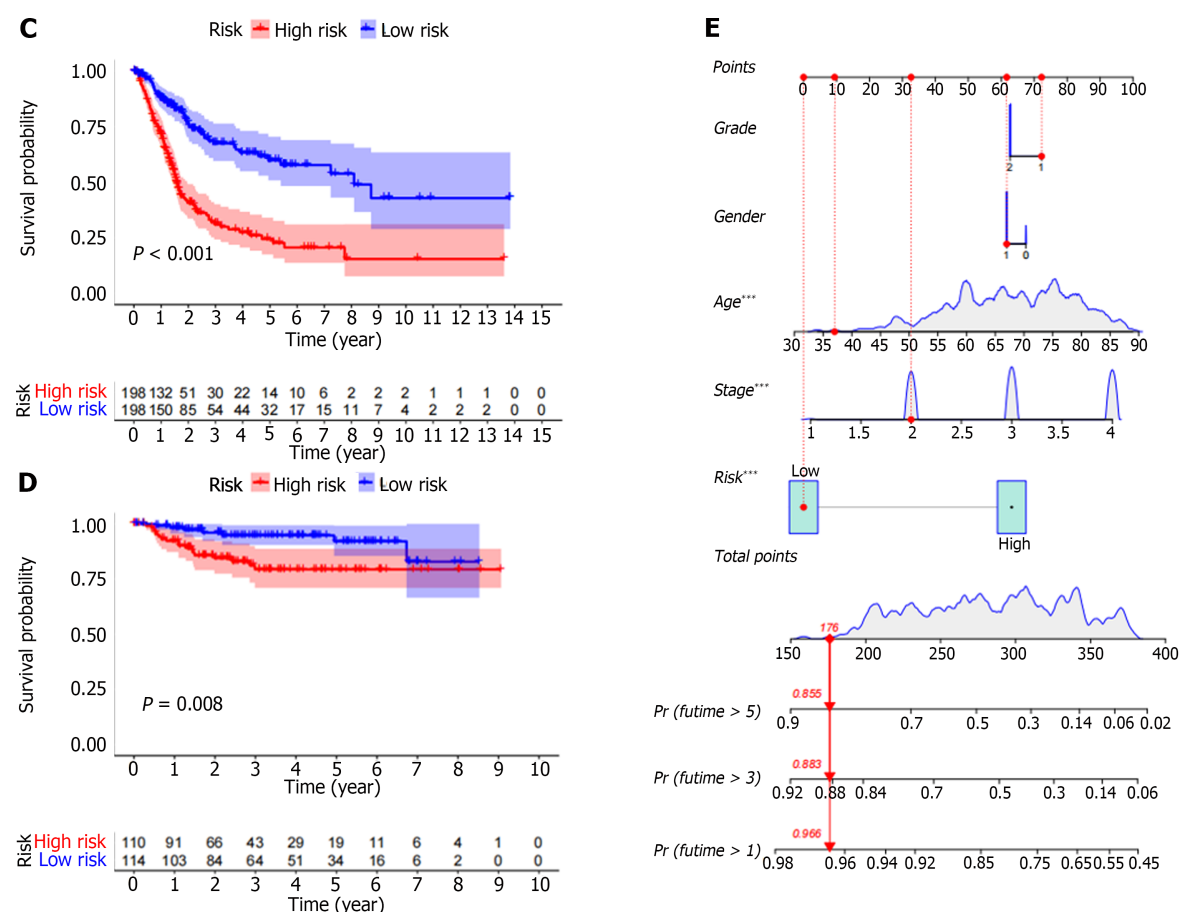 C
Risk High risk Low risk
Survival probability
1.00
0.75
0.50
0.25
0.00
P < 0.001
0 1 2 3 4 5 6 7 8 9 10 11 12 13 14 15
Time (year)
Risk
High risk 198 132 51 30 22 14 10 6 2 2 2 1 1 1 0 0
Low risk 198 150 85 54 44 32 17 15 11 7 4 2 2 2 0 0
0 1 2 3 4 5 6 7 8 9 10 11 12 13 14 15
Time (year)
D
Risk High risk Low risk
Survival probability
1.00
0.75
0.50
0.25
0.00
P = 0.008
0 1 2 3 4 5 6 7 8 9 10
Time (year)
Risk
High risk 110 91 66 43 29 19 11 6 4 1 0
Low risk 114 103 84 64 51 34 16 6 2 0 0
0 1 2 3 4 5 6 7 8 9 10
Time (year)
E
Points
0 10 20 30 40 50 60 70 80 90 100
Grade
2 1
Gender
1 0
Age***
30 35 40 45 50 55 60 65 70 75 80 85 90
Stage***
1 1.5 2 2.5 3 3.5 4
Risk***
Low
High
Total points
176
150 200 250 300 350 400
0.855
Pr (futime > 5)
0.9 0.7 0.5 0.3 0.14 0.06 0.02
0.883
Pr (futime > 3)
0.92 0.88 0.84 0.7 0.5 0.3 0.14 0.06
0.966
Pr (futime > 1)
0.98 0.96 0.94 0.92 0.85 0.75 0.65 0.55 0.45